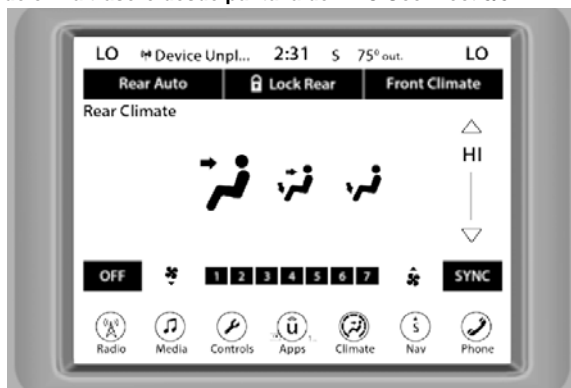 LO Device Unpl... 2:31 S 75° out. LO
Rear Auto Lock Rear Front Climate
Rear Climate
HI
OFF 1 2 3 4 5 6 7 SYNC
û S
Radio Media Controls Apps Climate Nav Phone